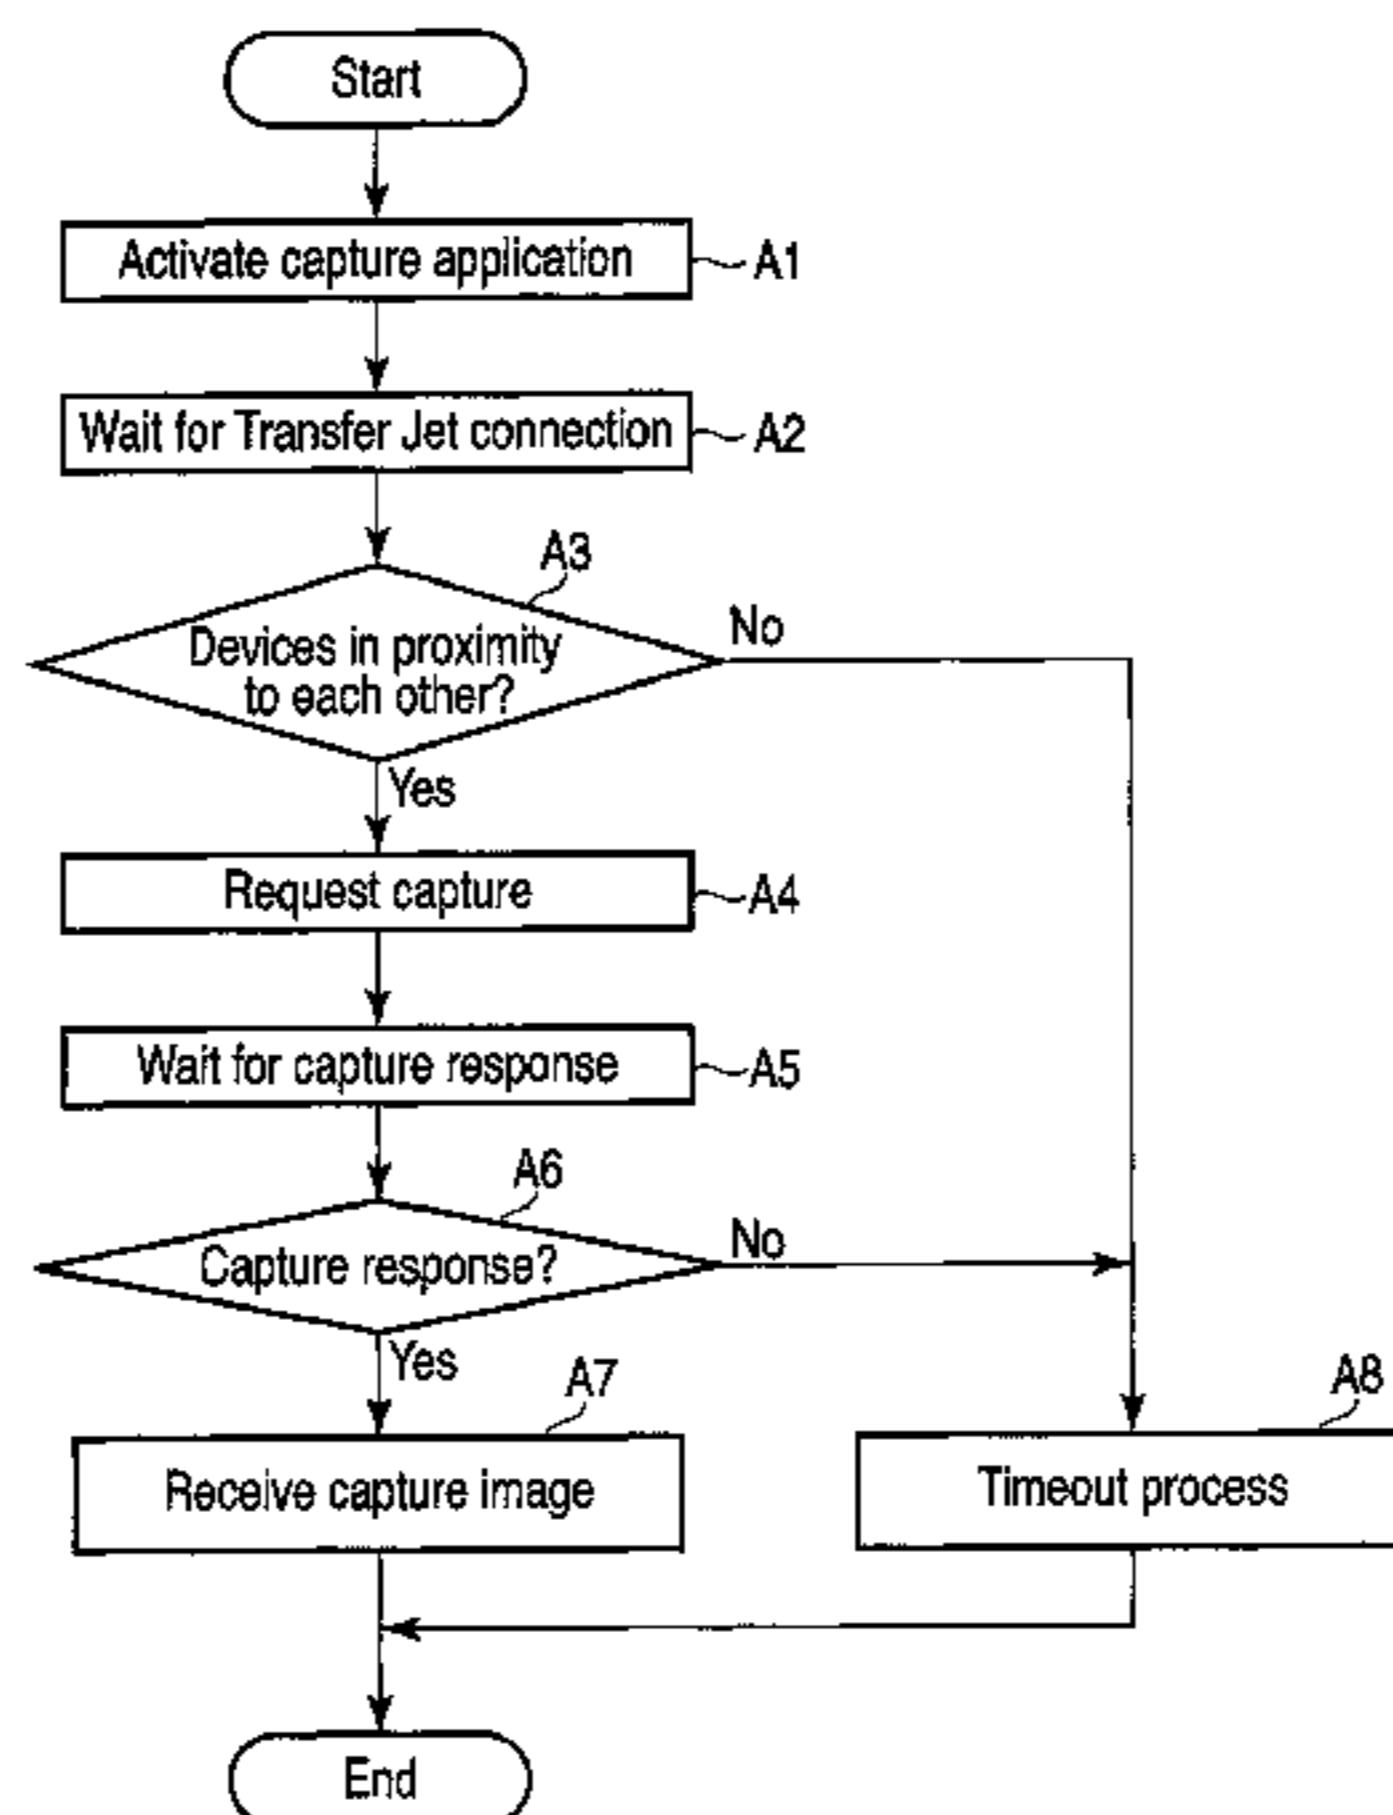 Start
Activate capture application
A1
Wait for Transfer Jet connection
A2
A3
Devices in proximity
to each other?
No
Yes
Request capture
A4
Wait for capture response
A5
A6
Capture response?
No
Yes
A7
Receive capture image
A8
Timeout process
End